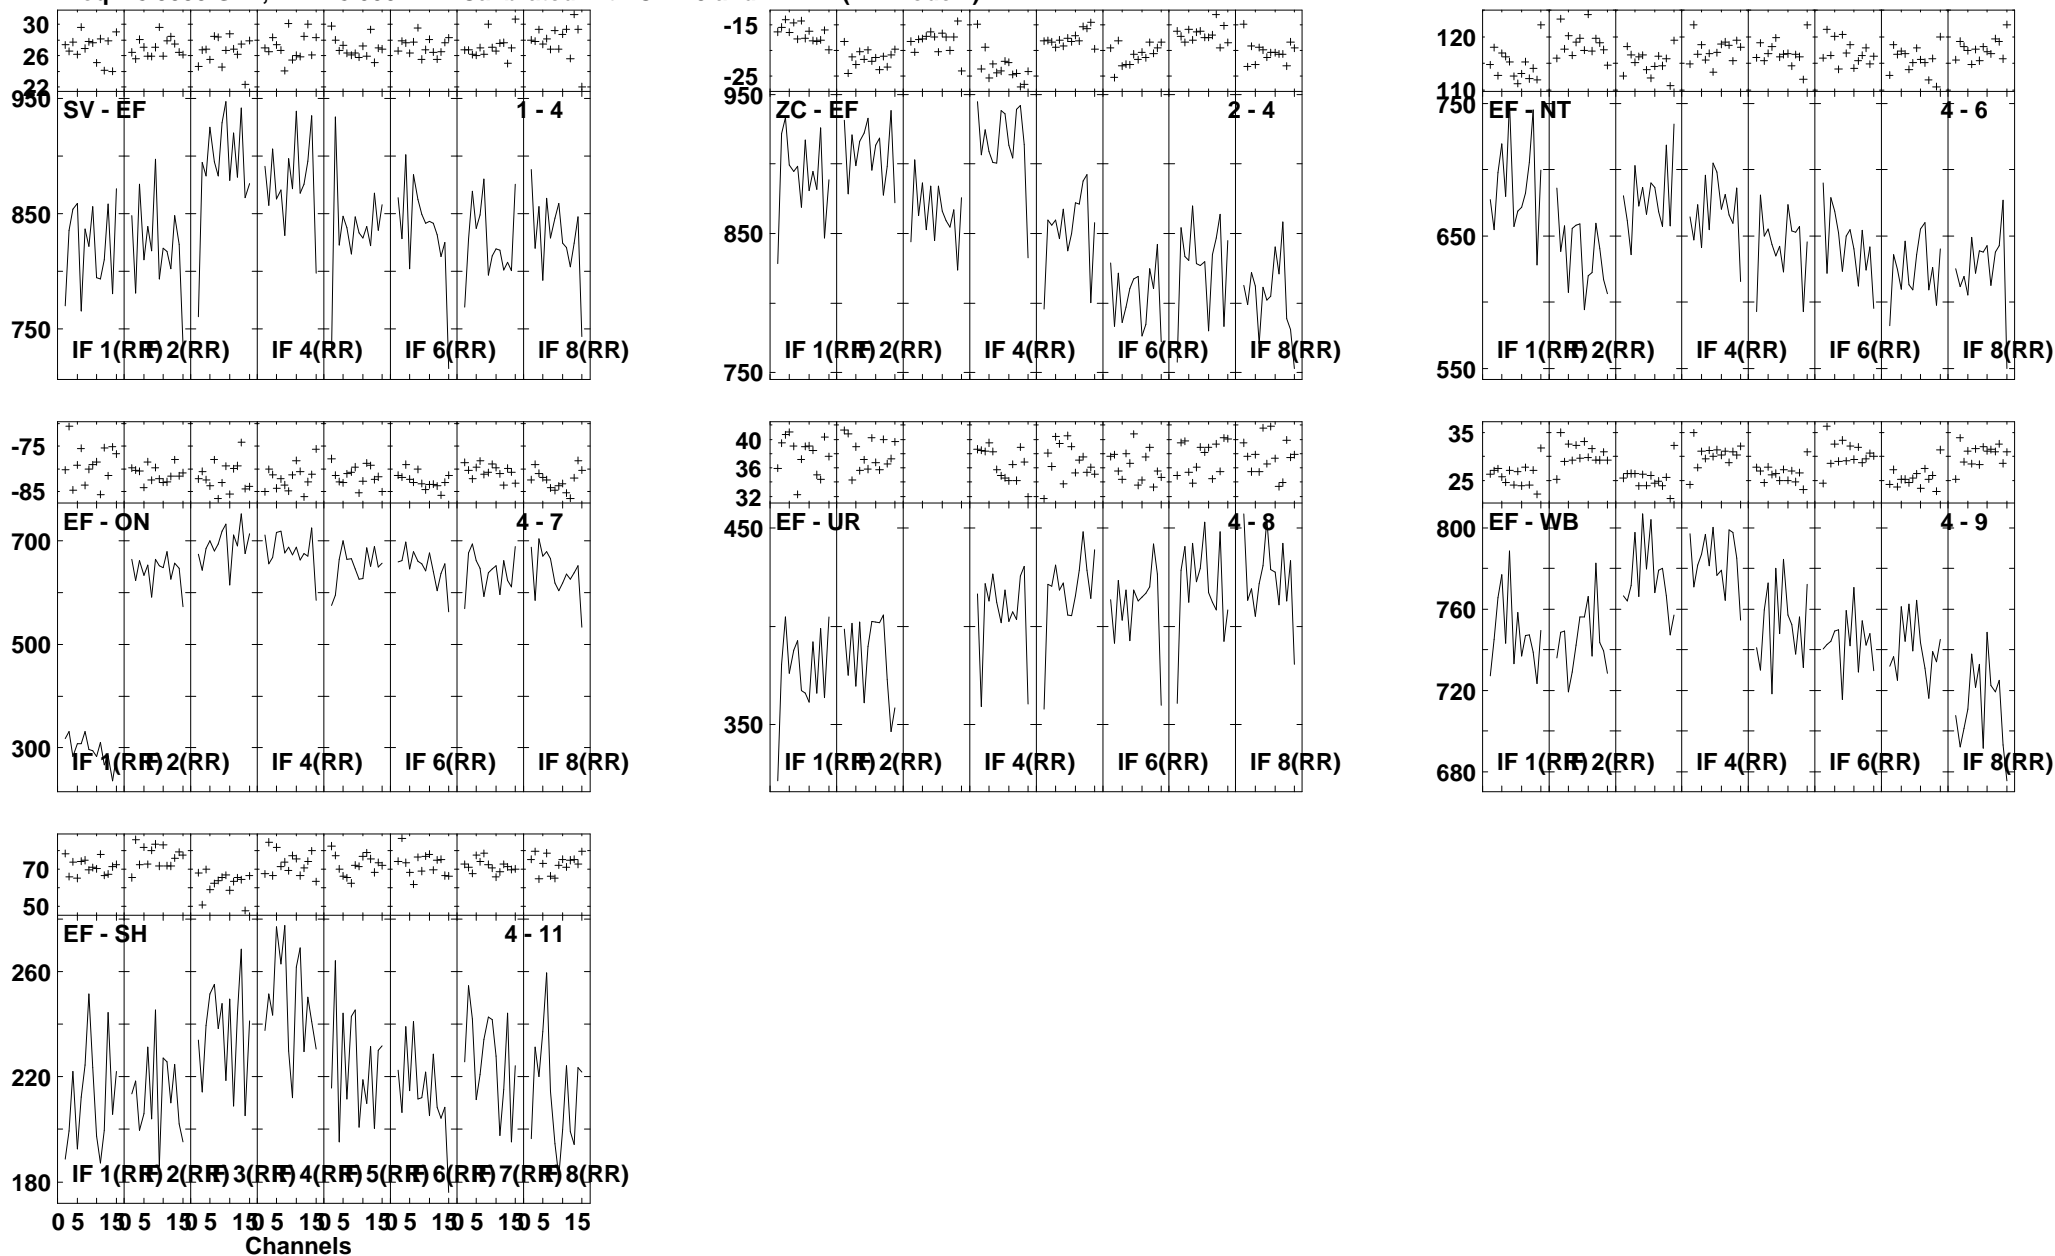 30
26
22
950
850
750
SV - EF 1 - 4
IF 1(RR) IF 2(RR) IF 4(RR) IF 6(RR) IF 8(RR)
-15
-25
950
850
750
ZC - EF 2 - 4
IF 1(RR) IF 2(RR) IF 4(RR) IF 6(RR) IF 8(RR)
120
110
750
650
550
EF - NT 4 - 6
IF 1(RR) IF 2(RR) IF 4(RR) IF 6(RR) IF 8(RR)
-75
-85
700
500
300
EF - ON 4 - 7
IF 1(RR) IF 2(RR) IF 4(RR) IF 6(RR) IF 8(RR)
40
36
32
450
350
EF - UR 4 - 8
IF 1(RR) IF 2(RR) IF 4(RR) IF 6(RR) IF 8(RR)
35
25
800
760
720
680
EF - WB 4 - 9
IF 1(RR) IF 2(RR) IF 4(RR) IF 6(RR) IF 8(RR)
70
50
260
220
180
EF - SH 4 - 11
IF 1(RR) IF 2(RR) IF 3(RR) IF 4(RR) IF 5(RR) IF 6(RR) IF 7(RR) IF 8(RR)
0 5 15 0 5 15 0 5 15 0 5 15 0 5 15 0 5 15 0 5 15 0 5 15
Channels